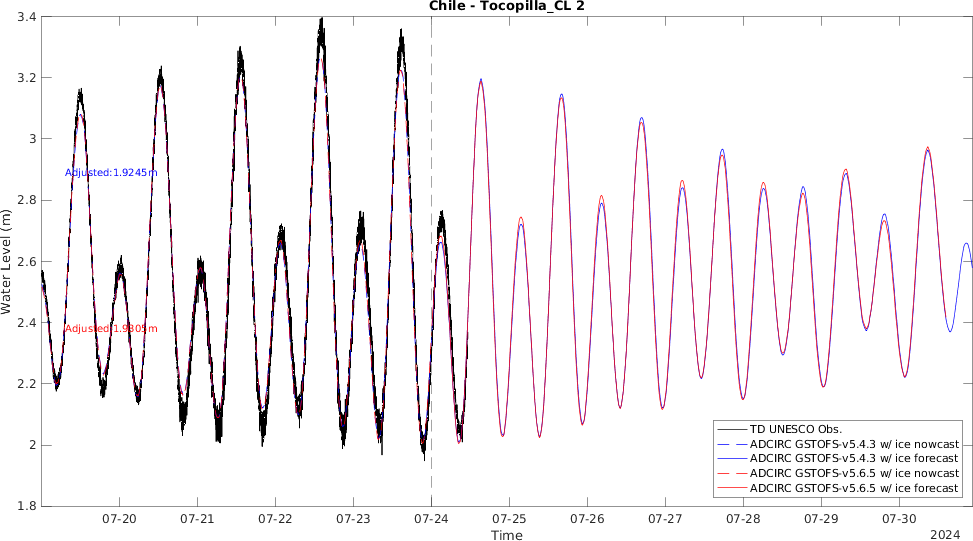 Chile - Tocopilla_CL 2
3.4
3.2
3
2.8
2.6
2.4
2.2
2
1.8
Water Level (m)
Adjusted:1.9245m
Adjusted:1.9305m
TD UNESCO Obs.
ADCIRC GSTOFS-v5.4.3 w/ ice nowcast
ADCIRC GSTOFS-v5.4.3 w/ ice forecast
ADCIRC GSTOFS-v5.6.5 w/ ice nowcast
ADCIRC GSTOFS-v5.6.5 w/ ice forecast
07-20 07-21 07-22 07-23 07-24 07-25 07-26 07-27 07-28 07-29 07-30
Time
2024